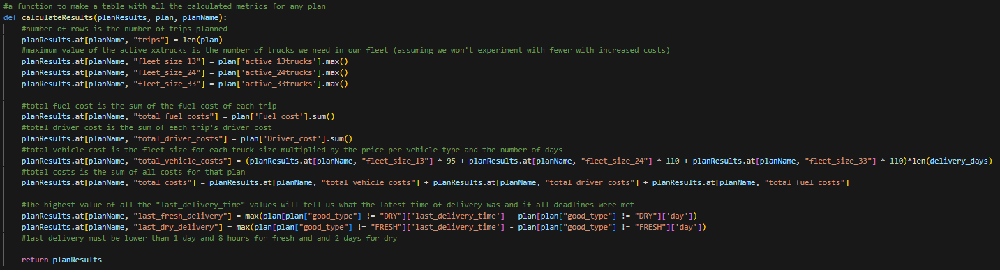 #a function to make a table with all the calculated metrics for any plan
def calculateResults(planResults, plan, planName):
    #number of rows is the number of trips planned
    planResults.at[planName, "trips"] = len(plan)
    #maximum value of the active_xxtrucks is the number of trucks we need in our fleet (assuming we won't experiment with fewer with increased costs)
    planResults.at[planName, "fleet_size_13"] = plan['active_13trucks'].max()
    planResults.at[planName, "fleet_size_24"] = plan['active_24trucks'].max()
    planResults.at[planName, "fleet_size_33"] = plan['active_33trucks'].max()

    #total fuel cost is the sum of the fuel cost of each trip
    planResults.at[planName, "total_fuel_costs"] = plan['Fuel_cost'].sum()
    #total driver cost is the sum of each trip's driver cost
    planResults.at[planName, "total_driver_costs"] = plan['Driver_cost'].sum()
    #total vehicle cost is the fleet size for each truck size multiplied by the price per vehicle type and the number of days
    planResults.at[planName, "total_vehicle_costs"] = (planResults.at[planName, "fleet_size_13"] * 95 + planResults.at[planName, "fleet_size_24"] * 110 + planResults.at[planName, "fleet_size_33"] * 110)*len(delivery_days)
    #total costs is the sum of all costs for that plan
    planResults.at[planName, "total_costs"] = planResults.at[planName, "total_vehicle_costs"] + planResults.at[planName, "total_driver_costs"] + planResults.at[planName, "total_fuel_costs"]

    #The highest value of all the "last_delivery_time" values will tell us what the latest time of delivery was and if all deadlines were met
    planResults.at[planName, "last_fresh_delivery"] = max(plan[plan["good_type"] != "DRY"]['last_delivery_time'] - plan[plan["good_type"] != "DRY"]['day'])
    planResults.at[planName, "last_dry_delivery"] = max(plan[plan["good_type"] != "FRESH"]['last_delivery_time'] - plan[plan["good_type"] != "FRESH"]['day'])
    #last delivery must be lower than 1 day and 8 hours for fresh and and 2 days for dry

    return planResults